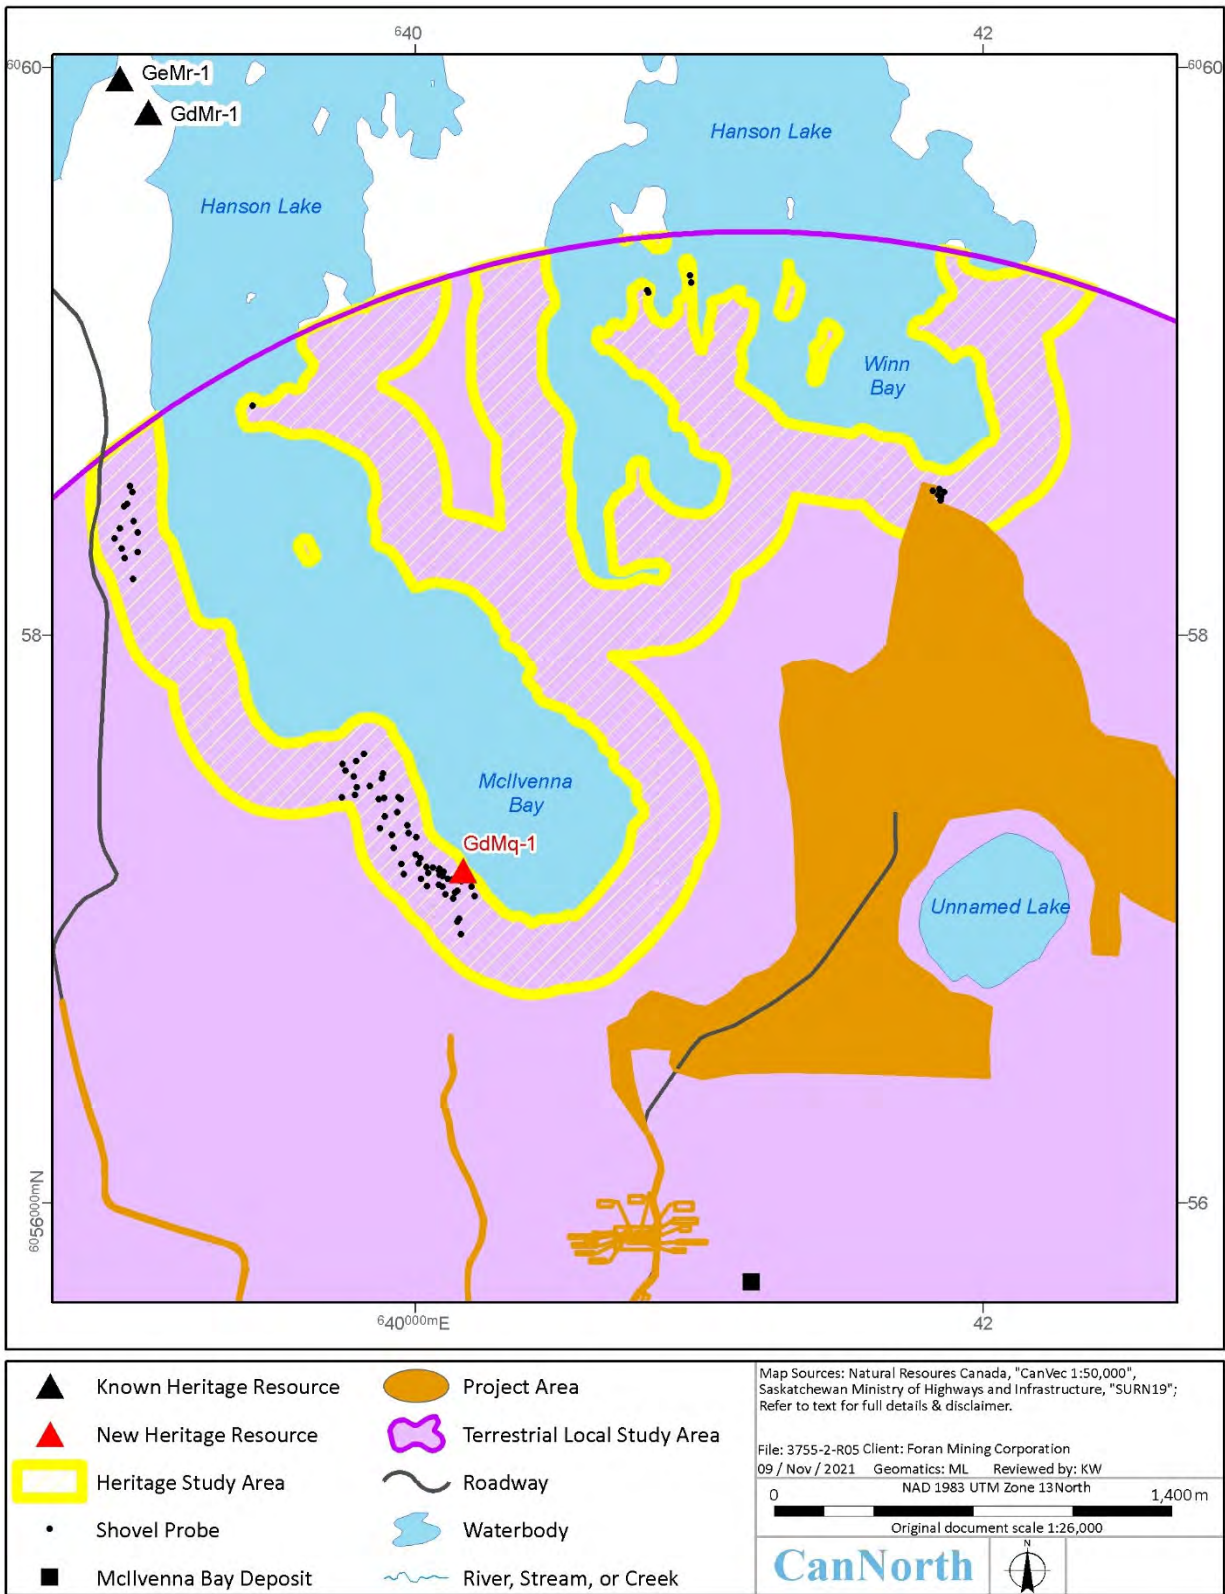 640 42
6060 60
GeMr-1
GdMr-1
Hanson Lake
Hanson Lake
Winn
Bay
58 58
McIlvenna
Bay
GdMq-1
Unnamed Lake
6056000mN 56
640000mE 42
Known Heritage Resource
New Heritage Resource
Heritage Study Area
Shovel Probe
McIlvenna Bay Deposit
Project Area
Terrestrial Local Study Area
Roadway
Waterbody
River, Stream, or Creek
Map Sources: Natural Resoures Canada, "CanVec 1:50,000",
Saskatchewan Ministry of Highways and Infrastructure, "SURN19";
Refer to text for full details & disclaimer.
File: 3755-2-R05 Client: Foran Mining Corporation
09 / Nov / 2021 Geomatics: ML Reviewed by: KW
NAD 1983 UTM Zone 13North
0 1,400 m
Original document scale 1:26,000
CanNorth
N